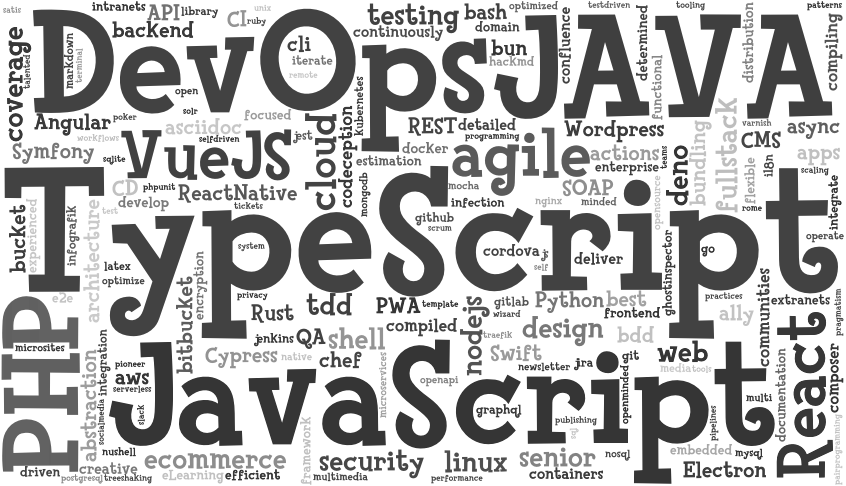 satis
intranets
API
library
CI
ruby
unix
testing
bash
optimized
testdriven
tooling
patterns
coverage
talented
markdown
terminal
DevOps
JAVA
backend
cli
iterate
remote
continuously
domain
bun
hackmd
confluence
determined
functional
distribution
compiling
open
solr
kubernetes
Angular
poker
asciidoc
focused
selfdriven
workflows
VueJS
jest
cloud
codeception
REST
detailed
programming
docker
estimation
agile
Wordpress
actions
enterprise
teams
deno
bundling
fullstack
varnish
CMS
async
apps
flexible
i18n
scaling
Symfony
sqlite
CD
phpunit
ReactNative
develop
tickets
mongodb
mocha
infection
SOAP
minded
nginx
opensource
rome
integrate
operate
bucket
experienced
infografik
architecture
test
TypeScript
system
github
scrum
cordova
js
self
deliver
ghostinspector
go
latex
optimize
bitbucket
encryption
privacy
Rust
tdd
PWA
template
compiled
nodejs
gitlab
wizard
Python
best
frontend
practices
extranets
ally
communities
pragmatism
PHP
e2e
microsites
jenkins
QA
shell
traefik
design
bdd
Cypress
native
chef
Swift
newsletter
jira
git
web
media
tools
React
composer
abstraction
integration
socialmedia
pioneer
aws
serverless
slack
JavaScript
microservices
openapi
graphql
publishing
sql
openminded
pipelines
multi
documentation
pairprogramming
driven
nushell
creative
postgresql
treeshaking
ecommerce
eLearning
efficient
framework
security
multimedia
linux
performance
senior
containers
nosql
embedded
mysql
Electron